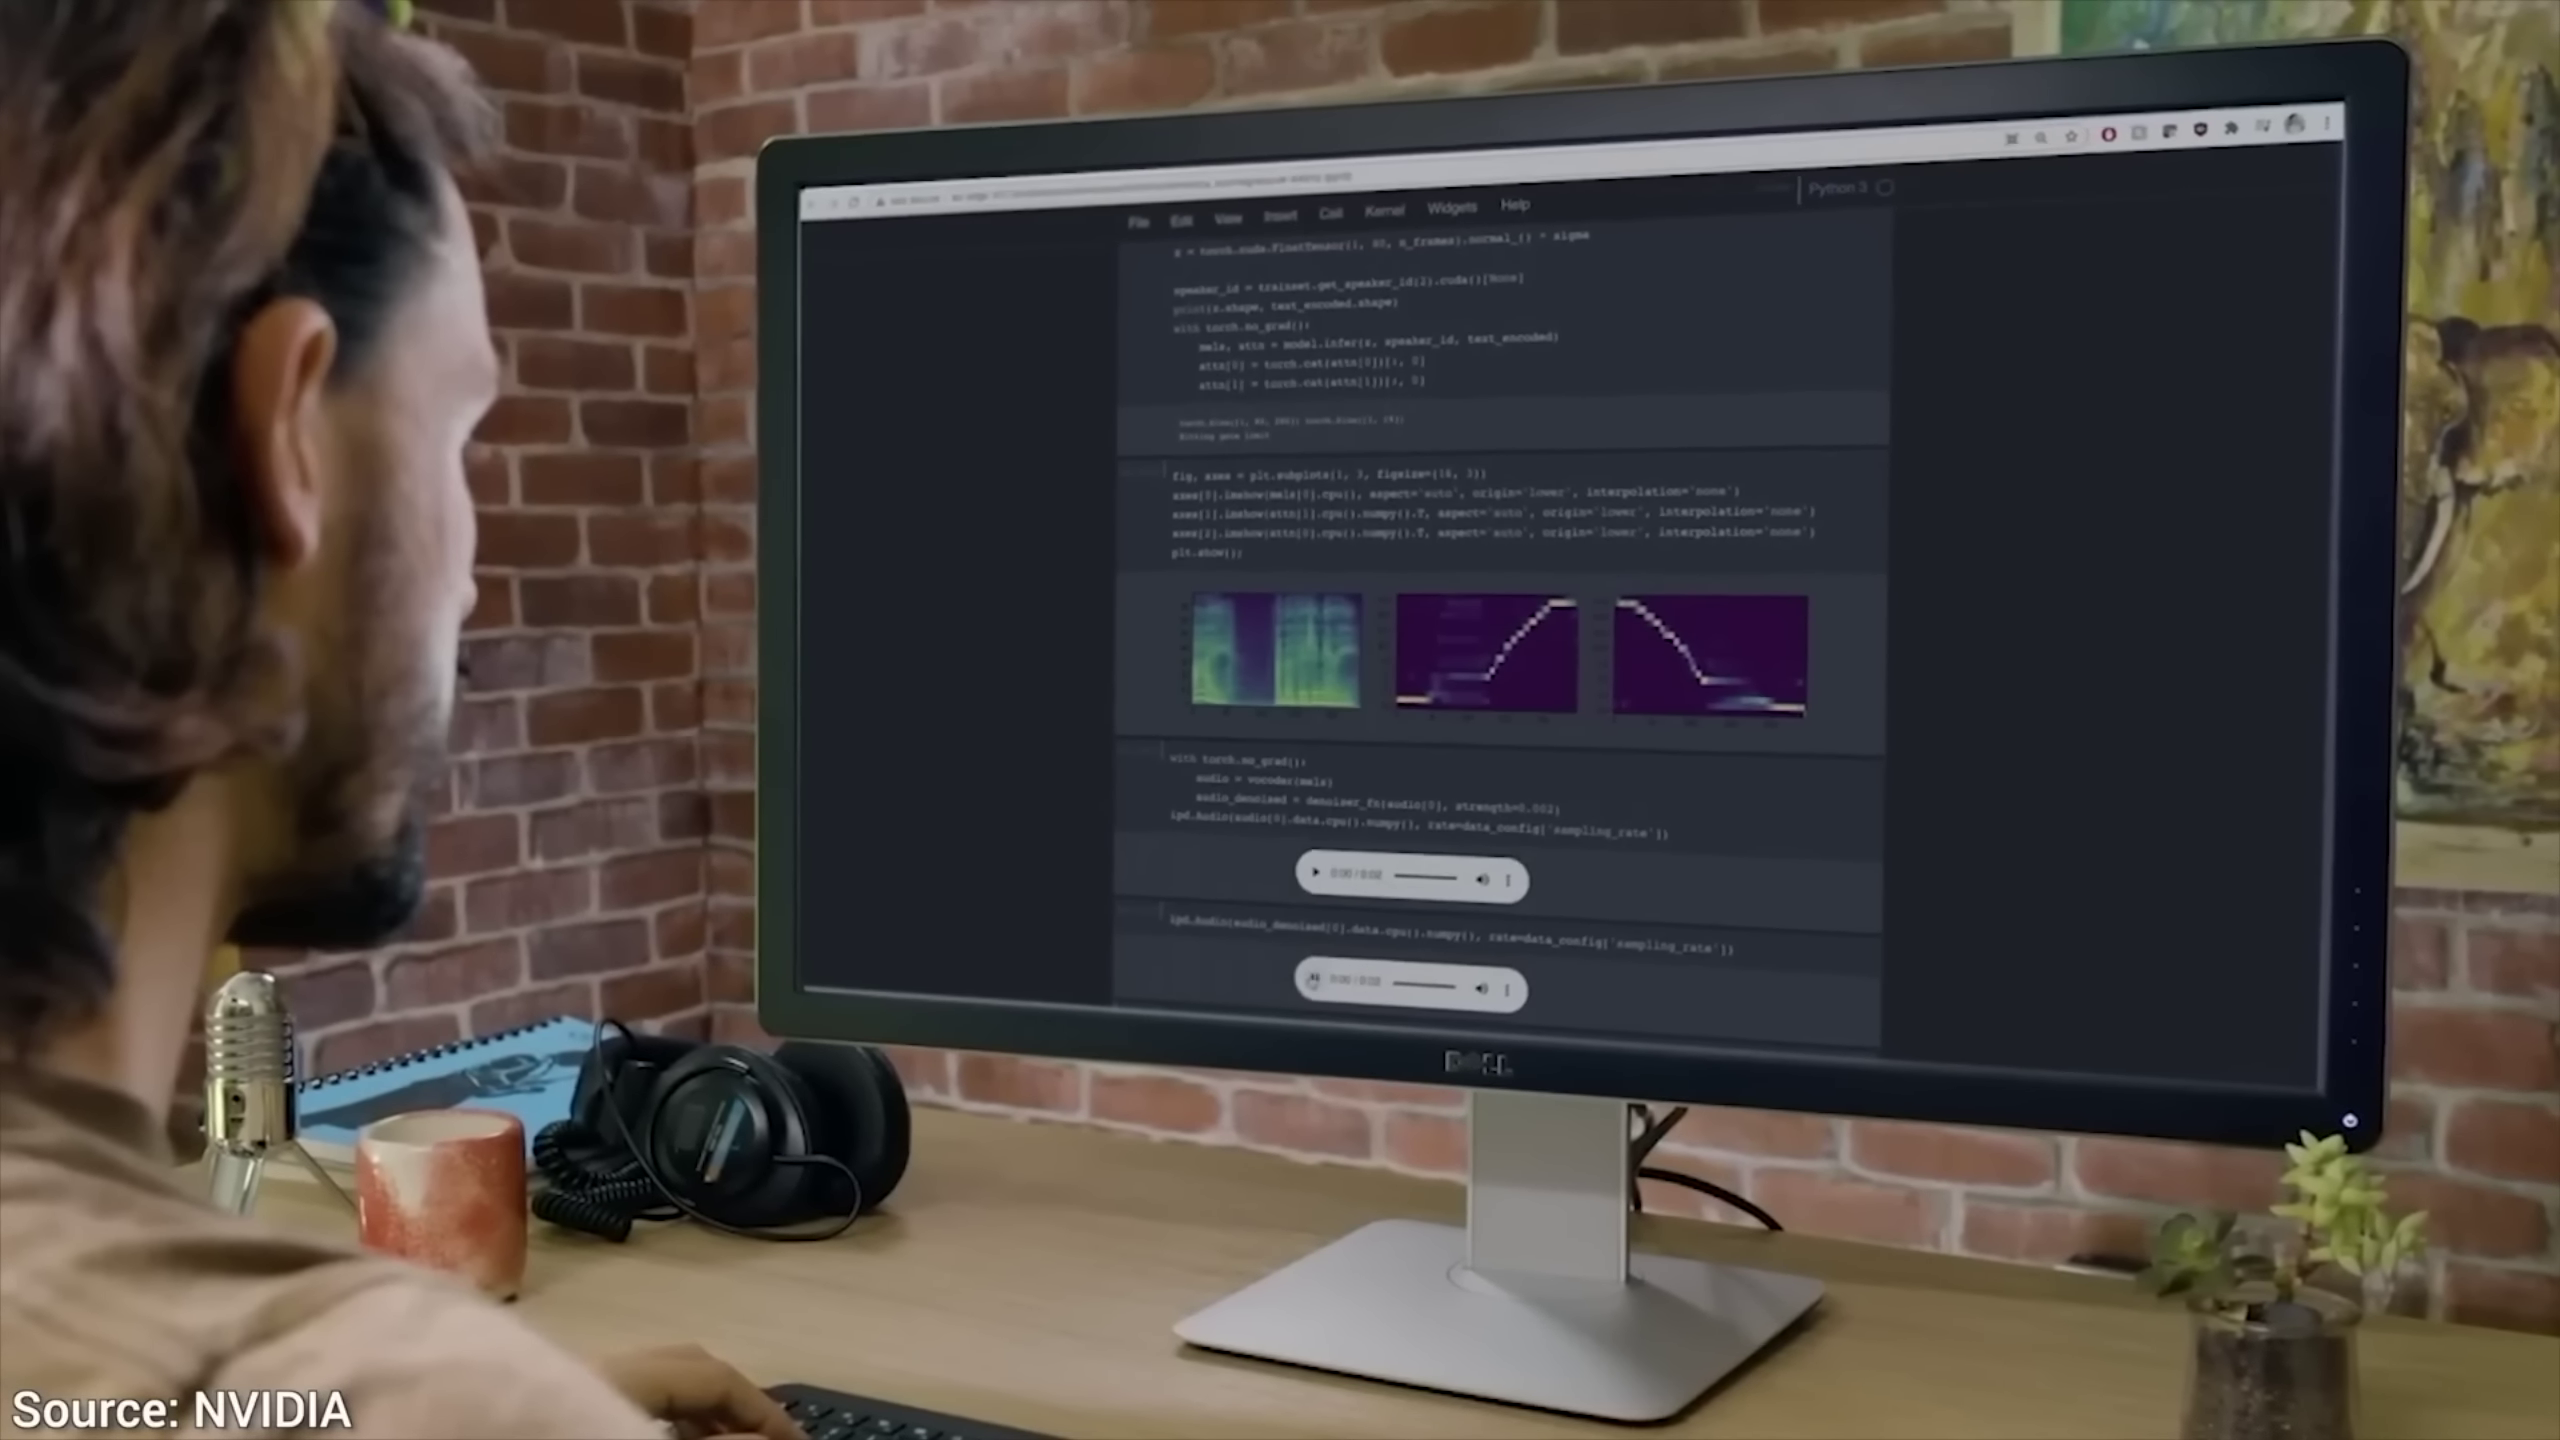 Python 3
File Edit View Insert Cell Kernel Widgets Help
z = torch.cuda.FloatTensor(1, 80, n_frames).normal_() * sigma
speaker_id = trainset.get_speaker_id(2).cuda()[None]
print(z.shape, text_encoded.shape)
with torch.no_grad():
mels, attn = model.infer(z, speaker_id, text_encoded)
attn[0] = torch.cat(attn[0])[:, 0]
attn[1] = torch.cat(attn[1])[:, 0]
Hitting gate limit
fig, axes = plt.subplots(1, 3, figsize=(16, 3))
axes[0].imshow(mels[0].cpu(), aspect='auto', origin='lower', interpolation='none')
axes[1].imshow(attn[1].cpu().numpy().T, aspect='auto', origin='lower', interpolation='none')
axes[2].imshow(attn[0].cpu().numpy().T, aspect='auto', origin='lower', interpolation='none')
plt.show();
with torch.no_grad():
audio = vocoder(mels)
audio_denoised = denoiser_fn(audio[0], strength=0.002)
ipd.Audio(audio[0].data.cpu().numpy(), rate=data_config['sampling_rate'])
0:00 / 0:02
ipd.Audio(audio_denoised[0].data.cpu().numpy(), rate=data_config['sampling_rate'])
0:00 / 0:02
DELL
Source: NVIDIA